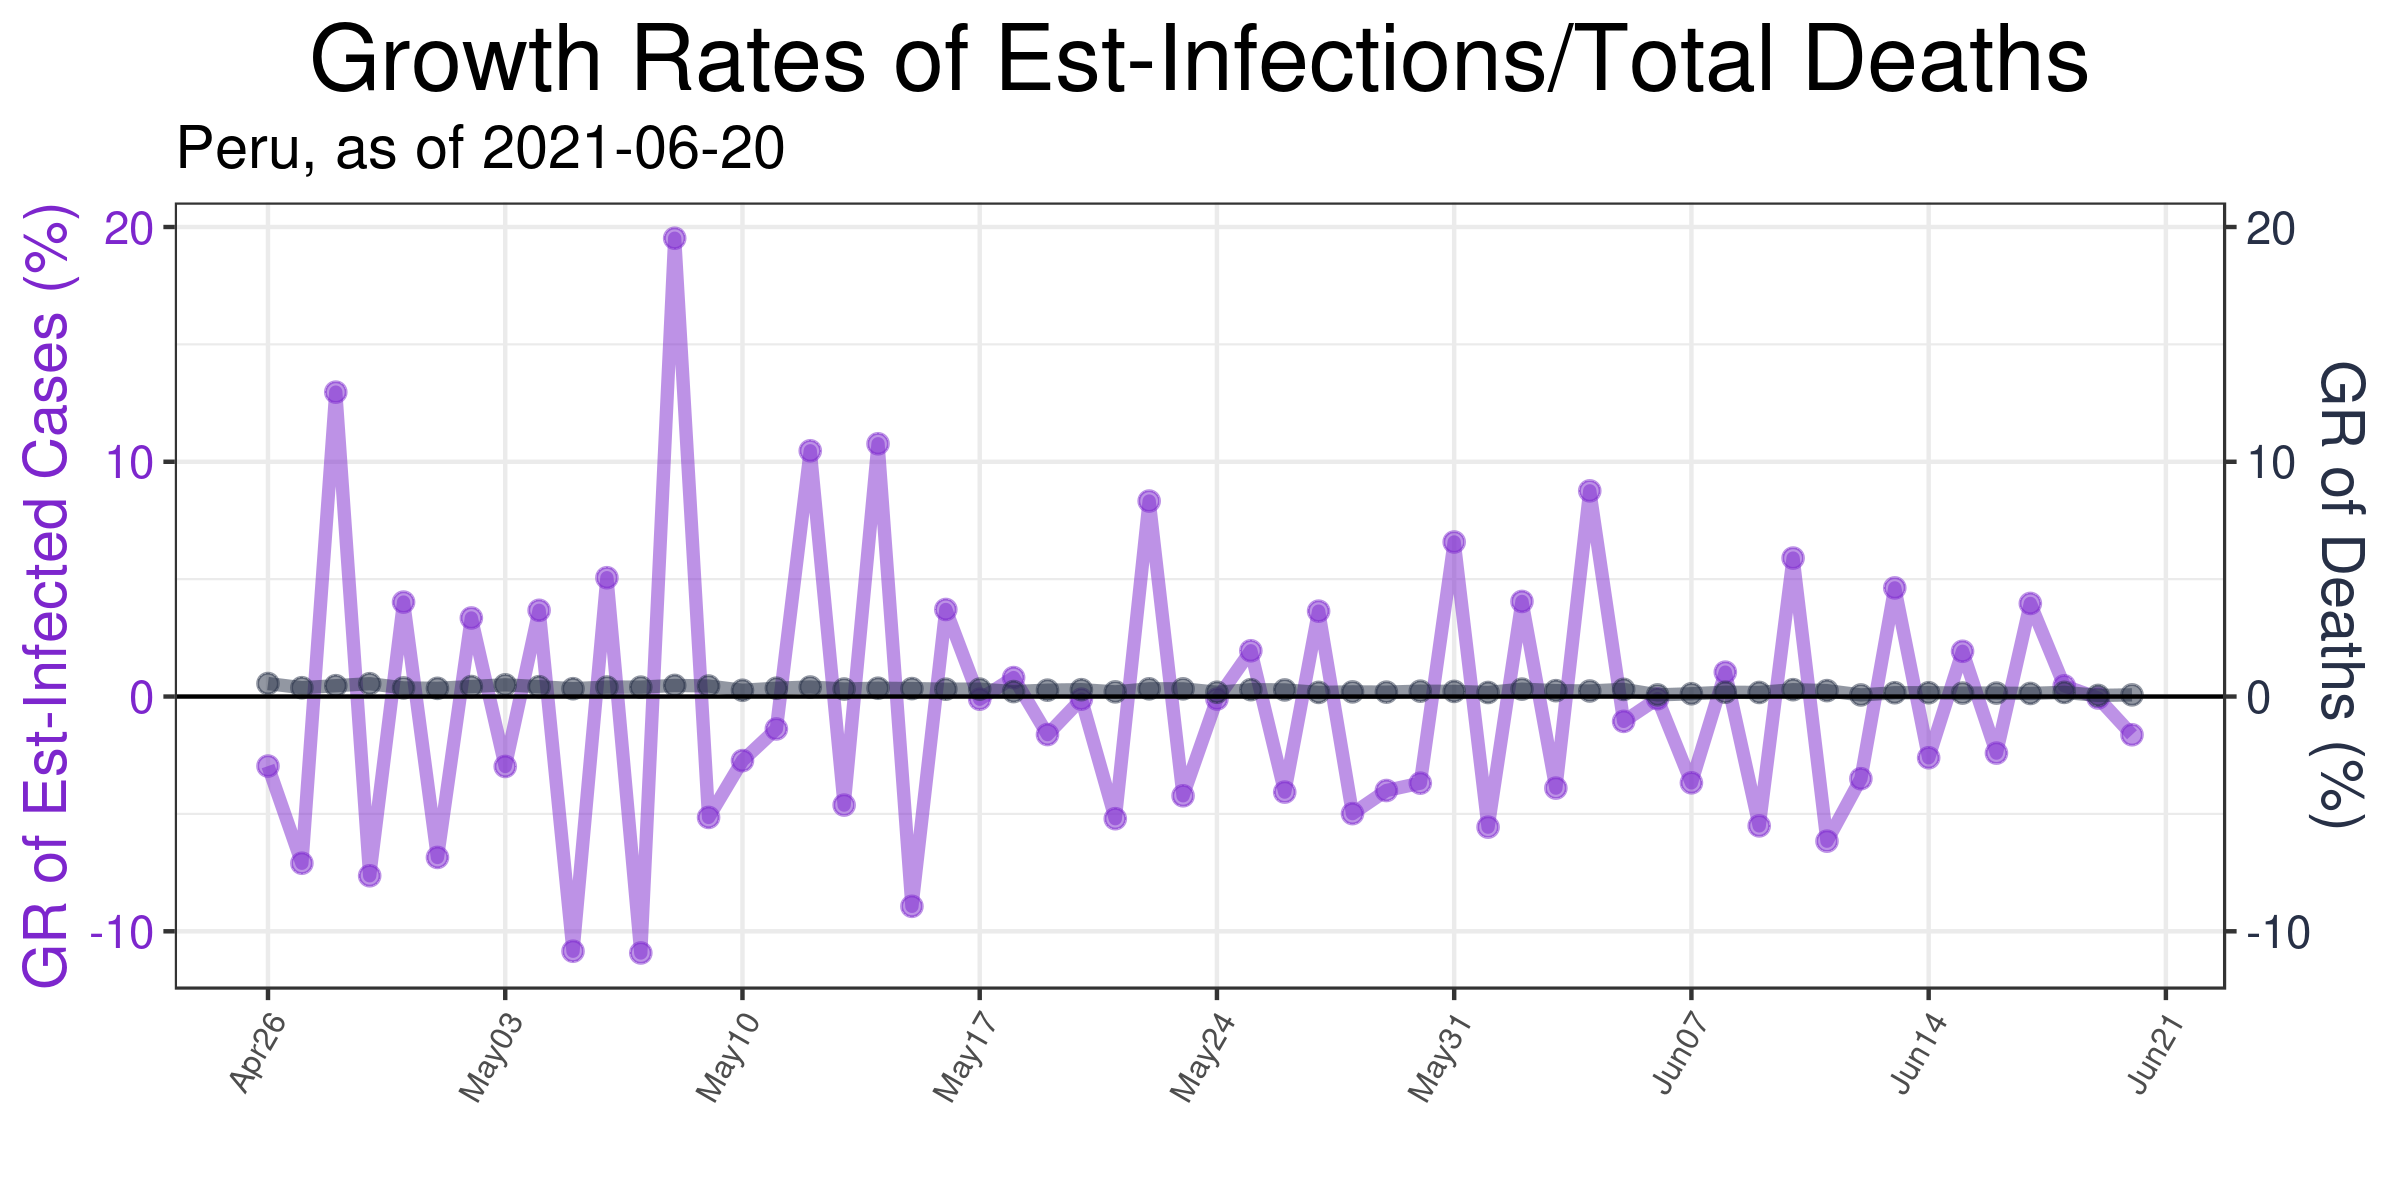 Growth Rates of Est-Infections/Total Deaths
Peru, as of 2021-06-20
GR of Est-Infected Cases (%)
20
10
0
-10
20
10
0
-10
GR of Deaths (%)
Apr26
May03
May10
May17
May24
May31
Jun07
Jun14
Jun21